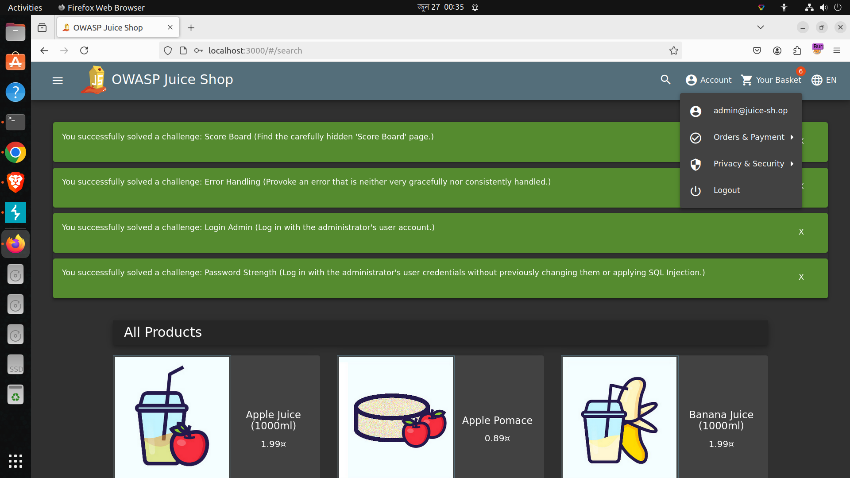 Activities
Firefox Web Browser
जून 27 00:35
OWASP Juice Shop
localhost:3000/#/search
OWASP Juice Shop
Account
Your Basket
6
EN
admin@juice-sh.op
Orders & Payment
Privacy & Security
Logout
You successfully solved a challenge: Score Board (Find the carefully hidden 'Score Board' page.)
You successfully solved a challenge: Error Handling (Provoke an error that is neither very gracefully nor consistently handled.)
You successfully solved a challenge: Login Admin (Log in with the administrator's user account.)
X
You successfully solved a challenge: Password Strength (Log in with the administrator's user credentials without previously changing them or applying SQL Injection.)
X
All Products
Apple Juice
(1000ml)
1.99¤
Apple Pomace
0.89¤
Banana Juice
(1000ml)
1.99¤
SSD